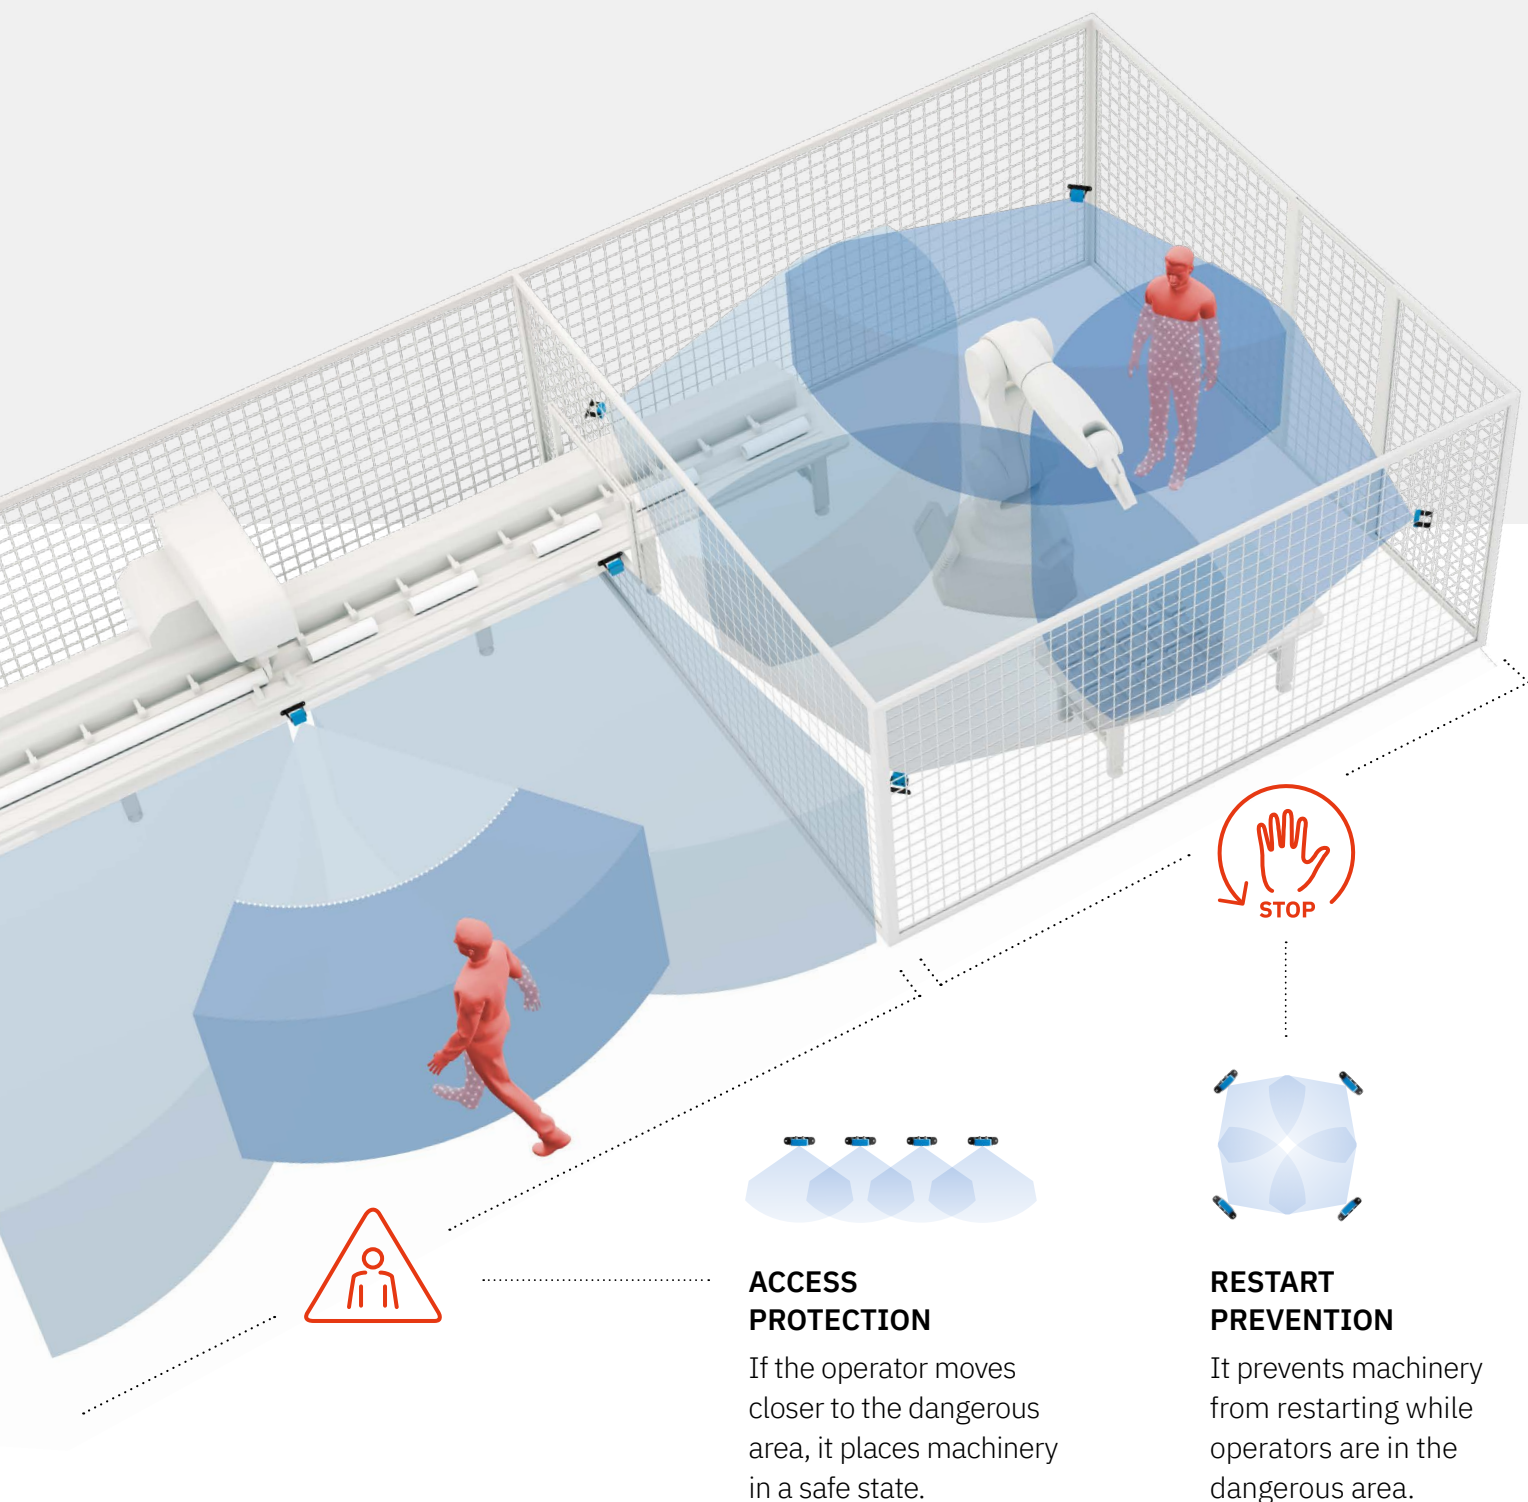 STOP
ACCESS
PROTECTION
If the operator moves
closer to the dangerous
area, it places machinery
in a safe state.
RESTART
PREVENTION
It prevents machinery
from restarting while
operators are in the
dangerous area.